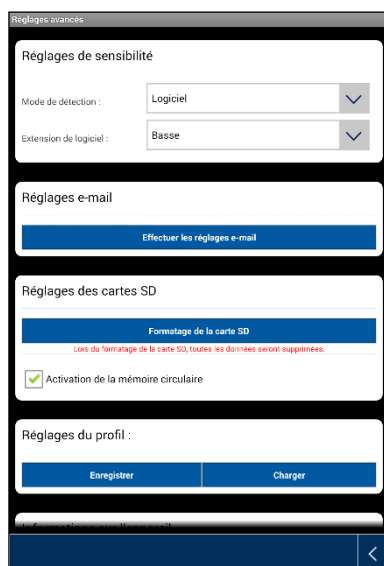 Réglages avancés
Réglages de sensibilité
Mode de détection :
Logiciel
Extension de logiciel :
Basse
Réglages e-mail
Effectuer les réglages e-mail
Réglages des cartes SD
Formatage de la carte SD
Lors du formatage de la carte SD, toutes les données seront supprimées.
Activation de la mémoire circulaire
Réglages du profil :
Enregistrer
Charger